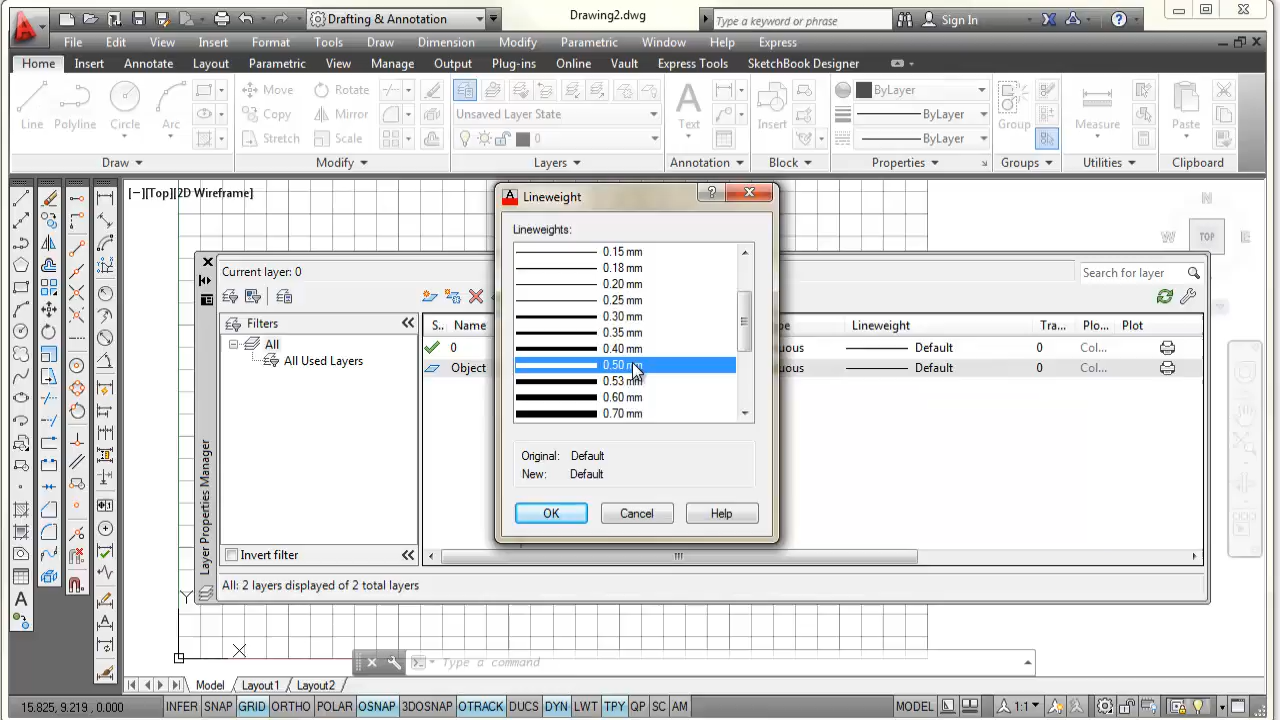 Drafting & Annotation
Drawing2.dwg
Type a keyword or phrase
Sign In
File Edit View Insert Format Tools Draw Dimension Modify Parametric Window Help Express
Home Insert Annotate Layout Parametric View Manage Output Plug-ins Online Vault Express Tools SketchBook Designer
Line
Polyline
Circle
Arc
Move
Rotate
Copy
Mirror
Stretch
Scale
Unsaved Layer State
0
Text
Insert
ByLayer
ByLayer
ByLayer
Group
Measure
Paste
Draw
Modify
Layers
Annotation
Block
Properties
Groups
Utilities
Clipboard
[−][Top][2D Wireframe]
N
W
TOP
E
Lineweight
Lineweights:
0.15 mm
0.18 mm
0.20 mm
0.25 mm
0.30 mm
0.35 mm
0.40 mm
0.50 mm
0.53 mm
0.60 mm
0.70 mm
Original: Default
New: Default
OK
Cancel
Help
Current layer: 0
Search for layer
Filters
All
All Used Layers
Invert filter
S.. Name
Lineweight Tra... Plo... Plot
0
Default 0 Col...
Object
Default 0 Col...
All: 2 layers displayed of 2 total layers
Layer Properties Manager
Y
X
Type a command
Model Layout1 Layout2
15.825, 9.219 , 0.000
INFER SNAP GRID ORTHO POLAR OSNAP 3DOSNAP OTRACK DUCS DYN LWT TPY QP SC AM
MODEL
1:1